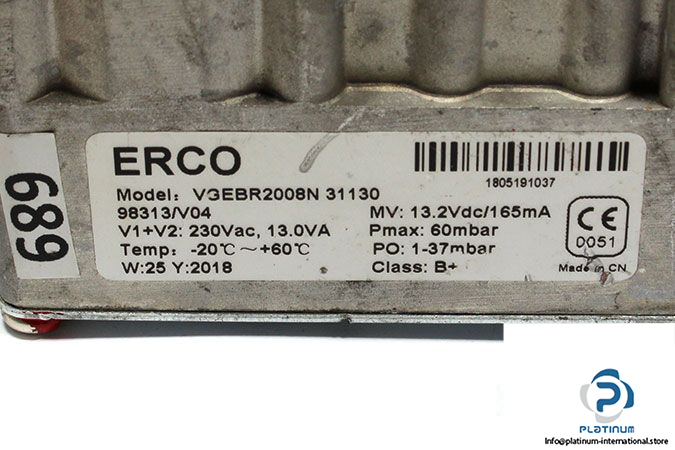 ERCO
1805191037
Model: VGEBR2008N 31130
98313/V04
MV: 13.2Vdc/165mA
V1+V2: 230Vac, 13.0VA
Pmax: 60mbar
Temp: -20℃～+60℃
PO: 1-37mbar
W:25 Y:2018
Class: B+
CE
0051
Made in CN
689
PLATINUM
Info@platinum-international.store